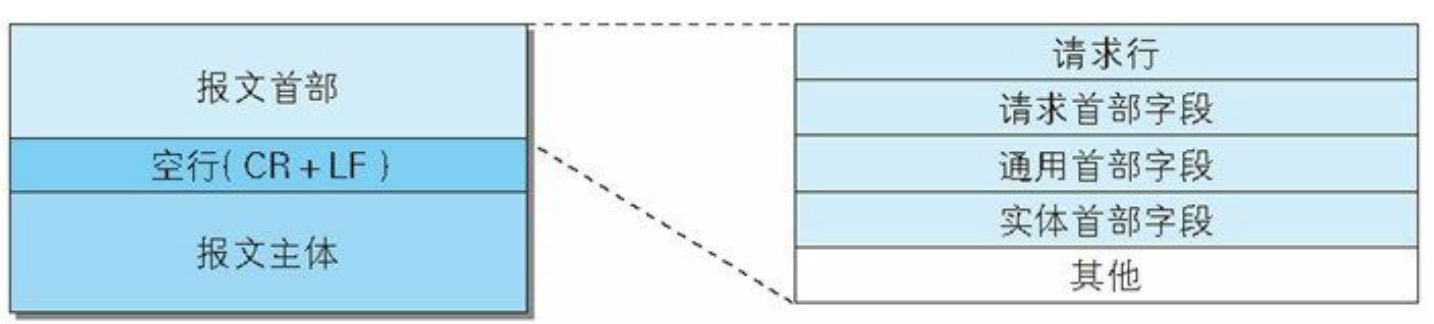 报文首部
空行( CR + LF )
报文主体
请求行
请求首部字段
通用首部字段
实体首部字段
其他